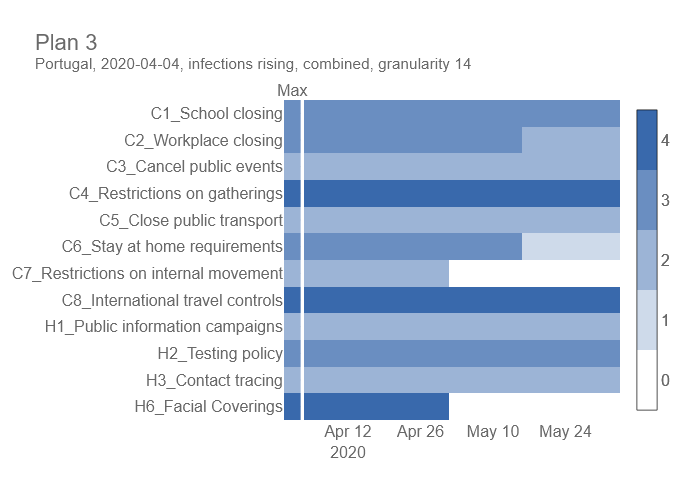 Plan 3
Portugal, 2020-04-04, infections rising, combined, granularity 14
Max
C1_School closing
C2_Workplace closing
C3_Cancel public events
C4_Restrictions on gatherings
C5_Close public transport
C6_Stay at home requirements
C7_Restrictions on internal movement
C8_International travel controls
H1_Public information campaigns
H2_Testing policy
H3_Contact tracing
H6_Facial Coverings
Apr 12 Apr 26 May 10 May 24
2020
4
3
2
1
0